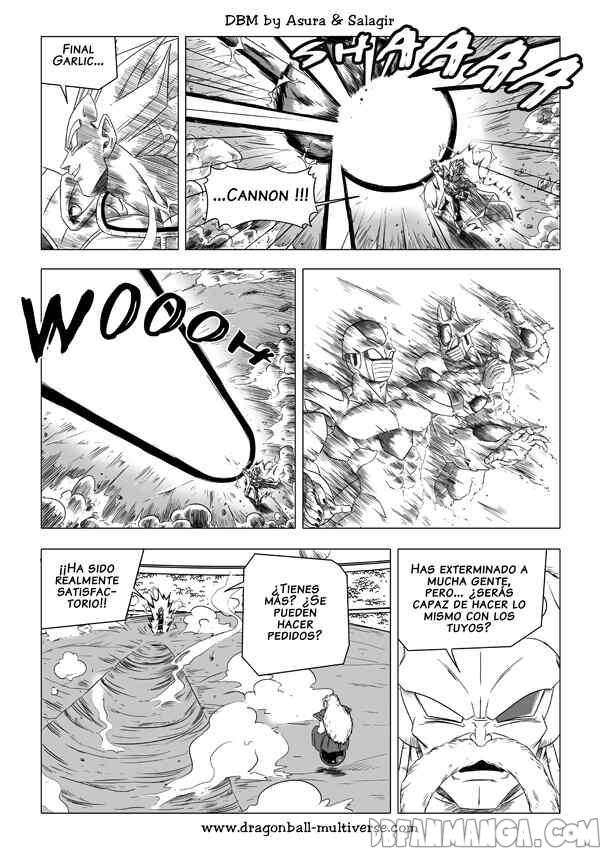 DBM by Asura & Salagir
Final
Garlic...
SHAAAAA
...Cannon !!!
WOOOH
¡¡Ha sido
realmente
satisfac-
torio!!
¿Tienes
más? ¿Se
pueden
hacer
pedidos?
Has exterminado a
mucha gente,
pero... ¿serás
capaz de hacer lo
mismo con los
tuyos?
www.dragonball-multiverse.com
DBFANMANGA.COM